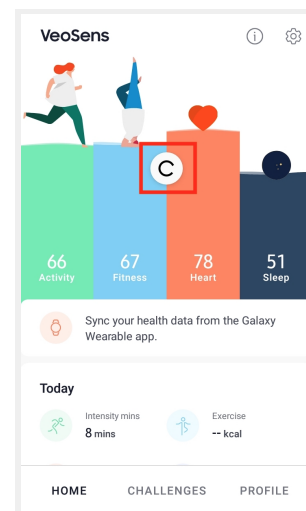 VeoSens
C
66
67
78
51
Activity
Fitness
Heart
Sleep
Sync your health data from the Galaxy
Wearable app.
Today
Intensity mins
8 mins
Exercise
-- kcal
HOME
CHALLENGES
PROFILE